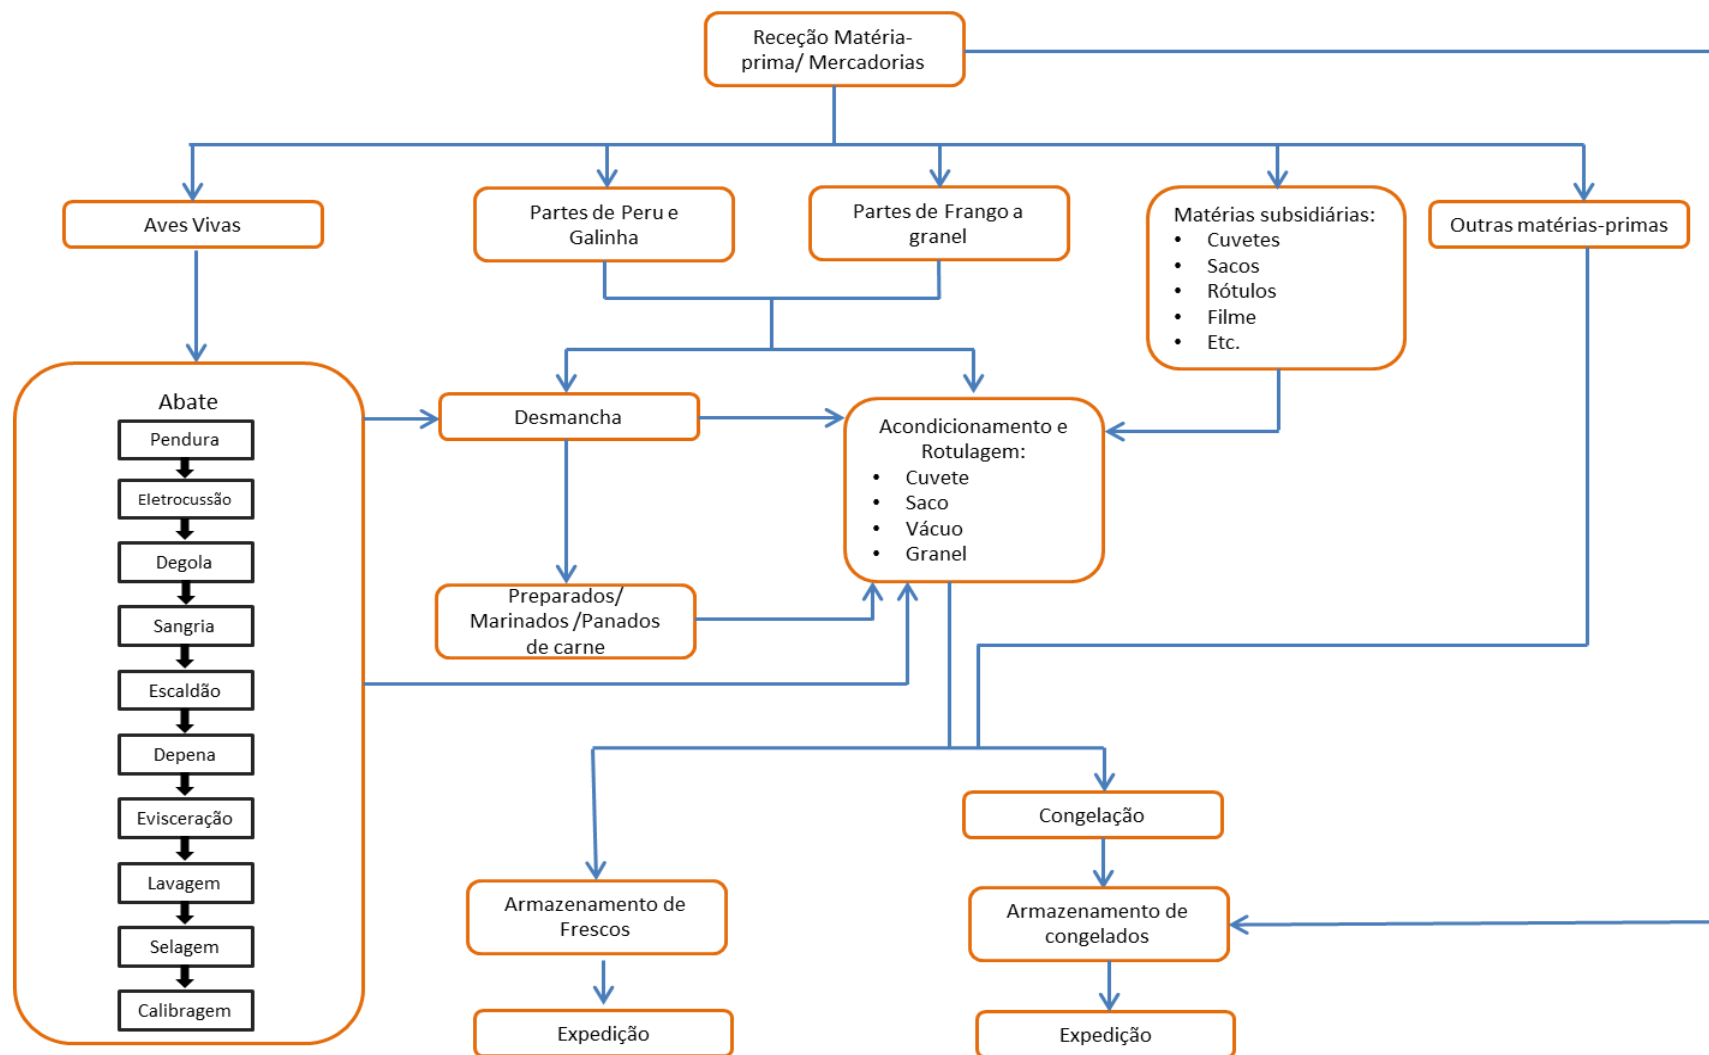 Receção Matéria-
prima/ Mercadorias
Aves Vivas
Partes de Peru e
Galinha
Partes de Frango a
granel
Matérias subsidiárias:
• Cuvetes
• Sacos
• Rótulos
• Filme
• Etc.
Outras matérias-primas
Abate
Pendura
Eletrocussão
Degola
Sangria
Escaldão
Depena
Evisceração
Lavagem
Selagem
Calibragem
Desmancha
Acondicionamento e
Rotulagem:
• Cuvete
• Saco
• Vácuo
• Granel
Preparados/
Marinados /Panados
de carne
Congelação
Armazenamento de
Frescos
Armazenamento de
congelados
Expedição
Expedição